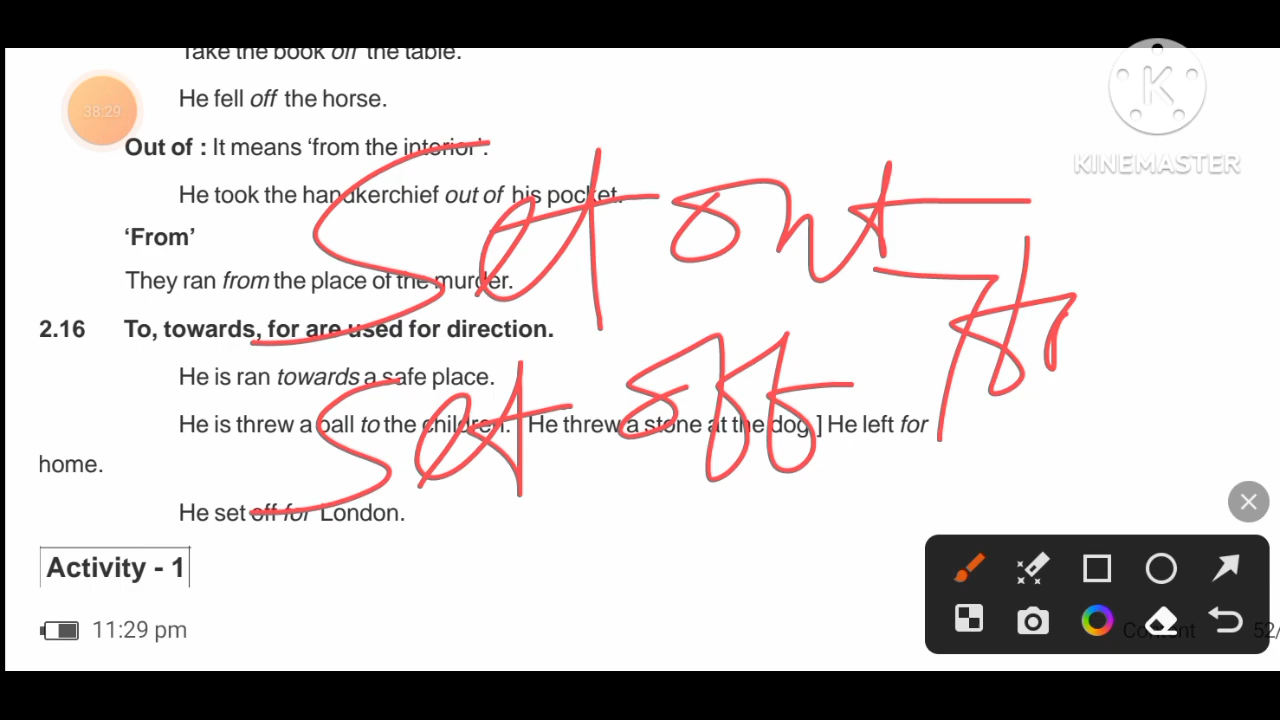 Take the book off the table.
38:29
He fell off the horse.
Out of : It means ‘from the interior’.
KINEMASTER
He took the handkerchief out of his pocket.
Set out
‘From’
They ran from the place of the murder.
2.16 To, towards, for are used for direction.
He is ran towards a safe place.
Set off
He is threw a ball to the children. [He threw a stone at the dog.] He left for
home.
He set off for London.
Activity - 1
11:29 pm
Content 52/